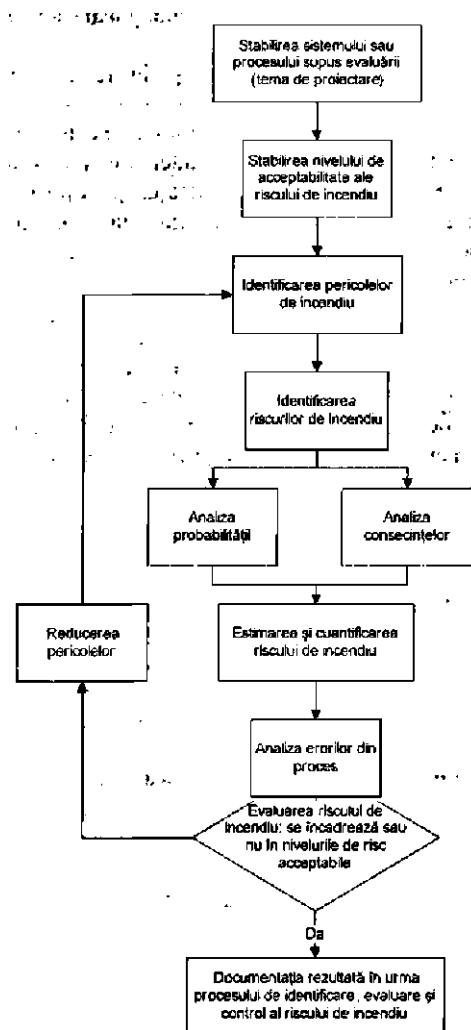 Stabilirea sistemului sau
procesului supus evaluării
(tema de proiectare)
Stabilirea nivelului de
acceptabilitate ale
riscului de incendiu
Identificarea pericolelor
de incendiu
Identificarea
riscurilor de incendiu
Analiza
probabilității
Analiza
consecințelor
Reducerea
pericolelor
Estimarea și cuantificarea
riscului de incendiu
Analiza erorilor din
proces
Evaluarea riscului de
incendiu: se încadrează sau
nu în nivelurile de risc
acceptabile
Da
Documentația rezultată în urma
procesului de identificare, evaluare și
control al riscului de incendiu